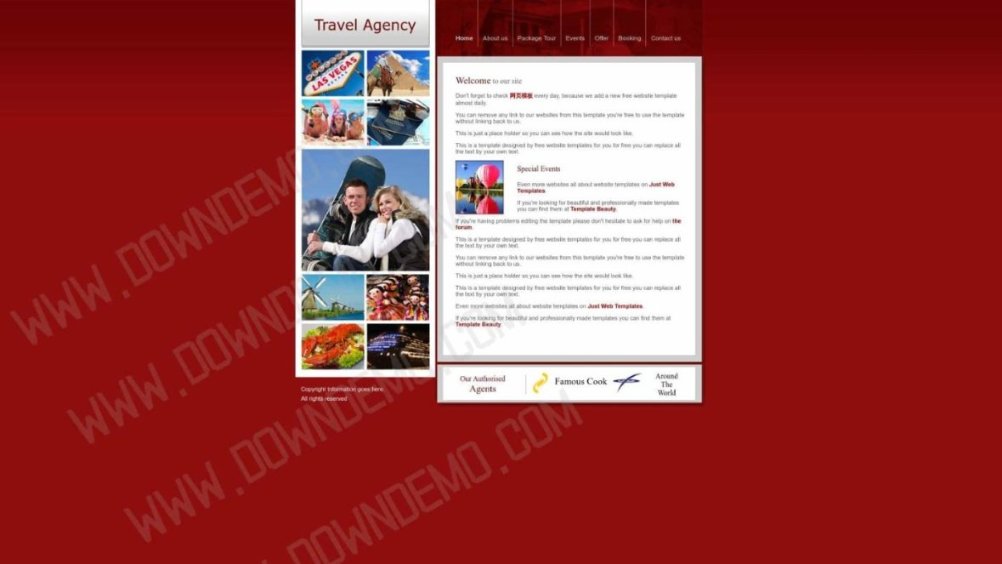 Travel Agency
Home
About us
Package Tour
Events
Offer
Booking
Contact us
LAS VEGAS
Welcome to our site
Don't forget to check 网页模板 every day, because we add a new free website template
almost daily.
You can remove any link to our websites from this template you're free to use the template
without linking back to us.
This is just a place holder so you can see how the site would look like.
This is a template designed by free website templates for you for free you can replace all
the text by your own text.
Special Events
Even more websites all about website templates on Just Web
Templates.
If you're looking for beautiful and professionally made templates
you can find them at Template Beauty.
If you're having problems editing the template please don't hesitate to ask for help on the
forum.
This is a template designed by free website templates for you for free you can replace all
the text by your own text.
You can remove any link to our websites from this template you're free to use the template
without linking back to us.
This is just a place holder so you can see how the site would look like.
This is a template designed by free website templates for you for free you can replace all
the text by your own text.
Even more websites all about website templates on Just Web Templates.
If you're looking for beautiful and professionally made templates you can find them at
Template Beauty.
Our Authorised
Agents
Famous Cook
Around
The
World
Copyright Information goes here.
All rights reserved
WWW.DOWNDEMO.COM
WWW.DOWNDEMO.COM
WWW.DOWNDEMO.COM
DOWNDEMO.COM